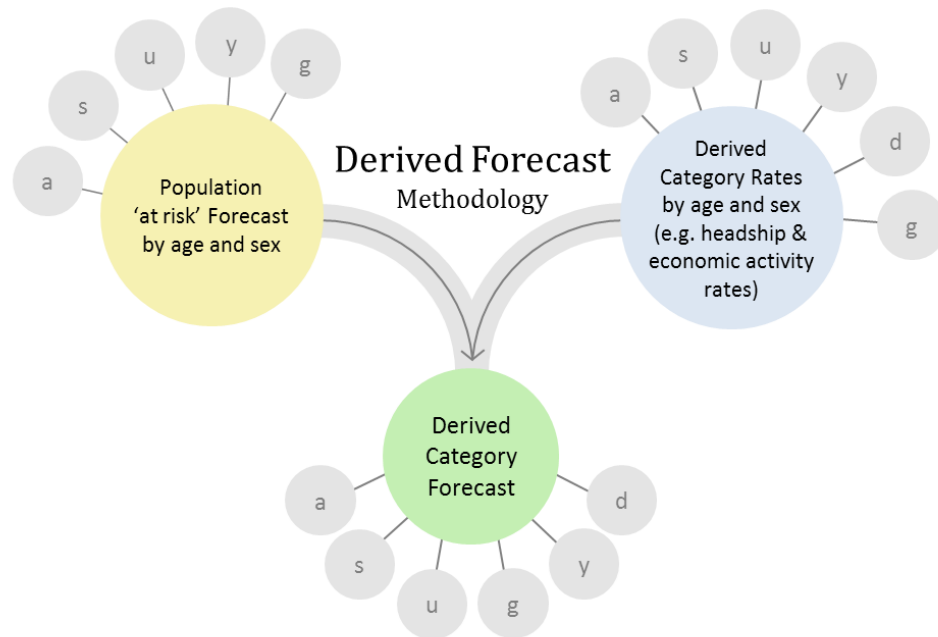 a
s
u
y
g
Population
‘at risk’ Forecast
by age and sex
Derived Forecast
Methodology
a
s
u
y
d
g
Derived
Category Rates
by age and sex
(e.g. headship &
economic activity
rates)
Derived
Category
Forecast
a
s
u
g
y
d